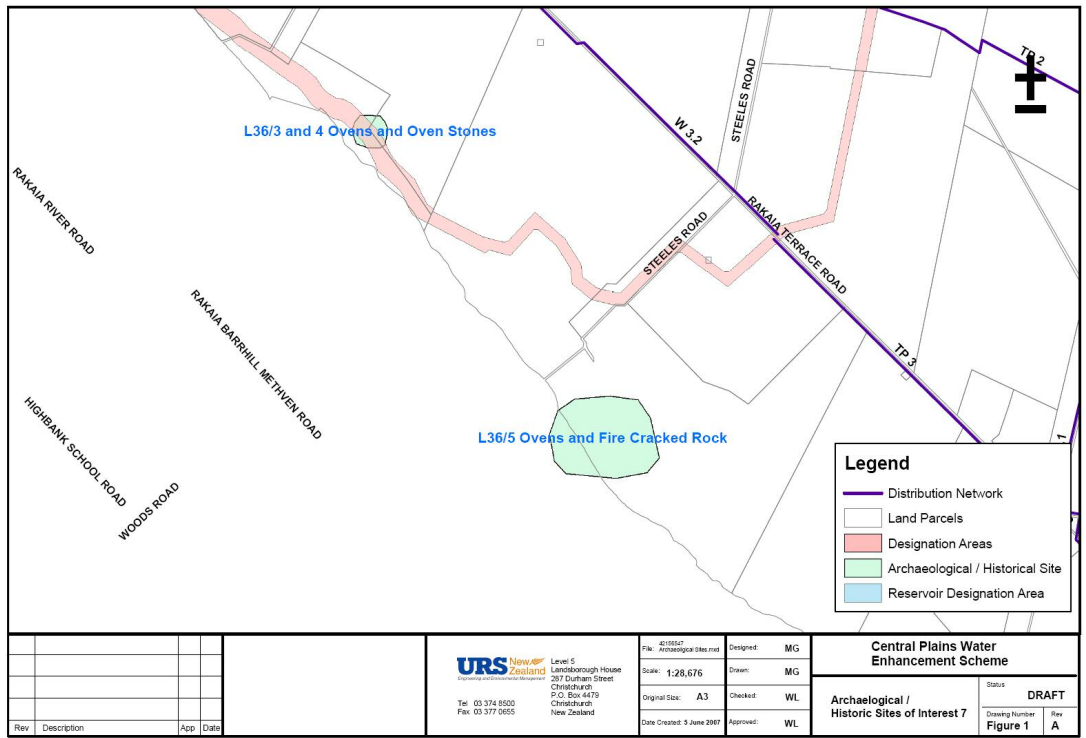 TP 2
STEELES ROAD
W 3.2
L36/3 and 4 Ovens and Oven Stones
RAKAIA RIVER ROAD
RAKAIA TERRACE ROAD
STEELES ROAD
RAKAIA BARRHILL METHVEN ROAD
TP 3
HIGHBANK SCHOOL ROAD
WOODS ROAD
L36/5 Ovens and Fire Cracked Rock
Legend
Distribution Network
Land Parcels
Designation Areas
Archaeological / Historical Site
Reservoir Designation Area
Rev Description App Date
URS New Zealand
Engineering and Environmental Management
Tel 03 374 8500
Fax 03 377 0655
Level 5
Landsborough House
287 Durham Street
Christchurch
P.O. Box 4479
Christchurch
New Zealand
File: 42156547 Archaeoligical Sites.mxd
Scale: 1:28,676
Original Size: A3
Date Created: 5 June 2007
Designed: MG
Drawn: MG
Checked: WL
Approved: WL
Central Plains Water
Enhancement Scheme
Archaelogical /
Historic Sites of Interest 7
Status
DRAFT
Drawing Number
Figure 1
Rev
A